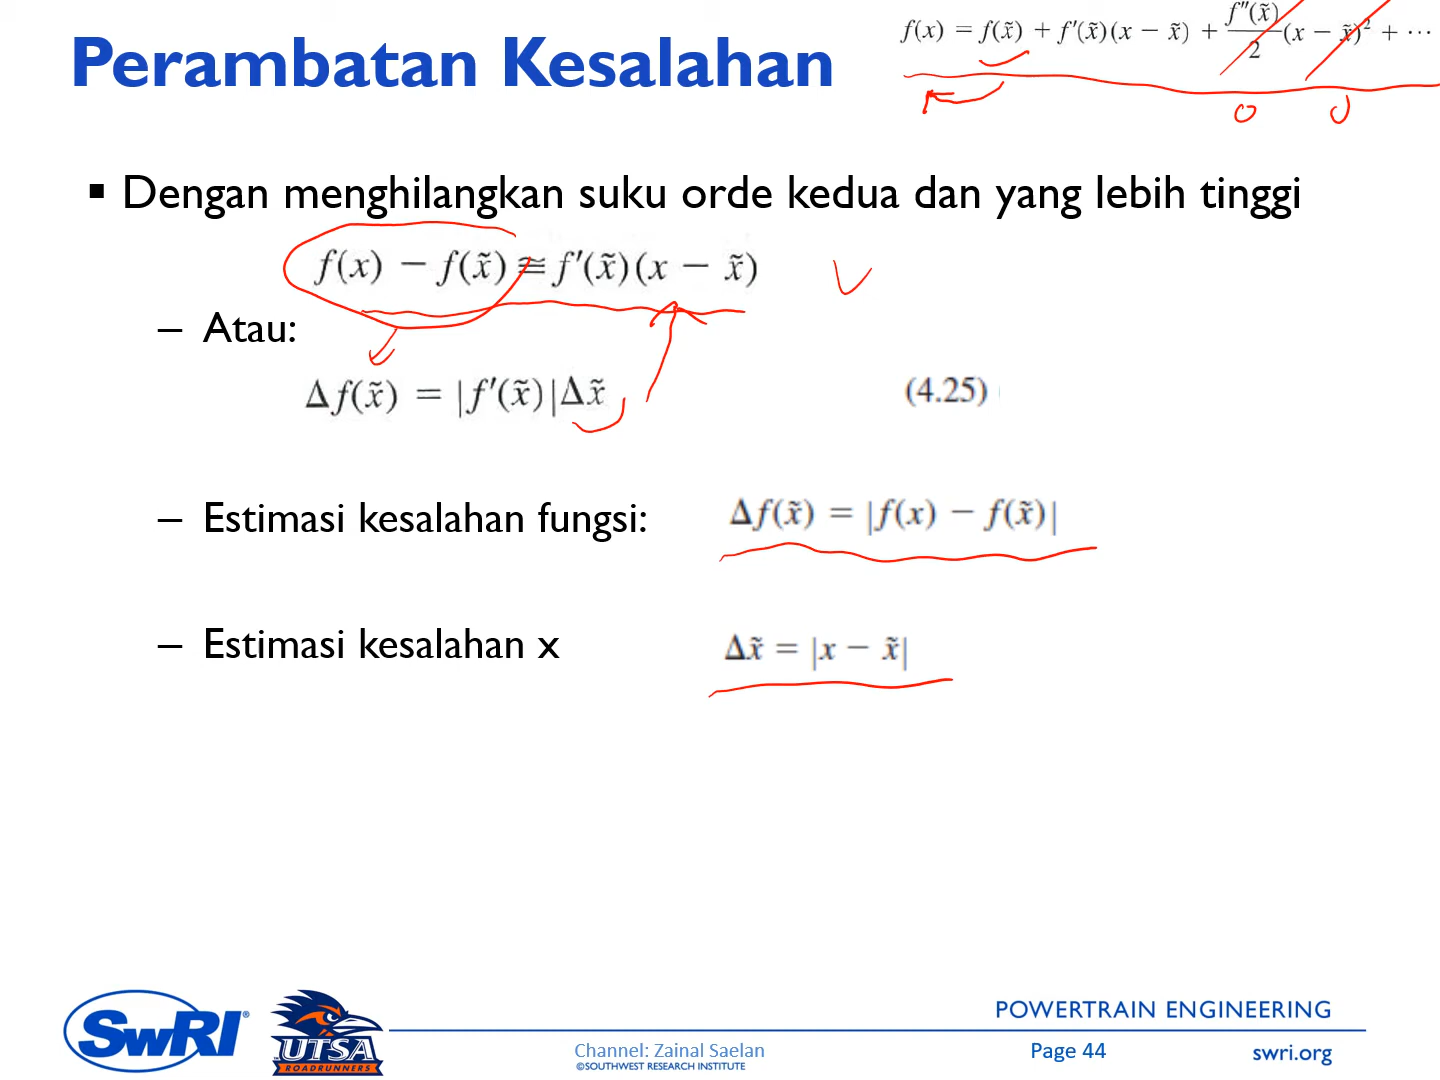 f(x) = f(x̃) + f′(x̃)(x − x̃) + f″(x̃)/2 (x − x̃)² + ⋯
Perambatan Kesalahan
0 0
▪ Dengan menghilangkan suku orde kedua dan yang lebih tinggi
f(x) − f(x̃) ≅ f′(x̃)(x − x̃)
– Atau:
Δf(x̃) = |f′(x̃)|Δx̃ (4.25)
– Estimasi kesalahan fungsi: Δf(x̃) = |f(x) − f(x̃)|
– Estimasi kesalahan x Δx̃ = |x − x̃|
SwRI®
UTSA
ROADRUNNERS
POWERTRAIN ENGINEERING
Channel: Zainal Saelan
©SOUTHWEST RESEARCH INSTITUTE
Page 44
swri.org